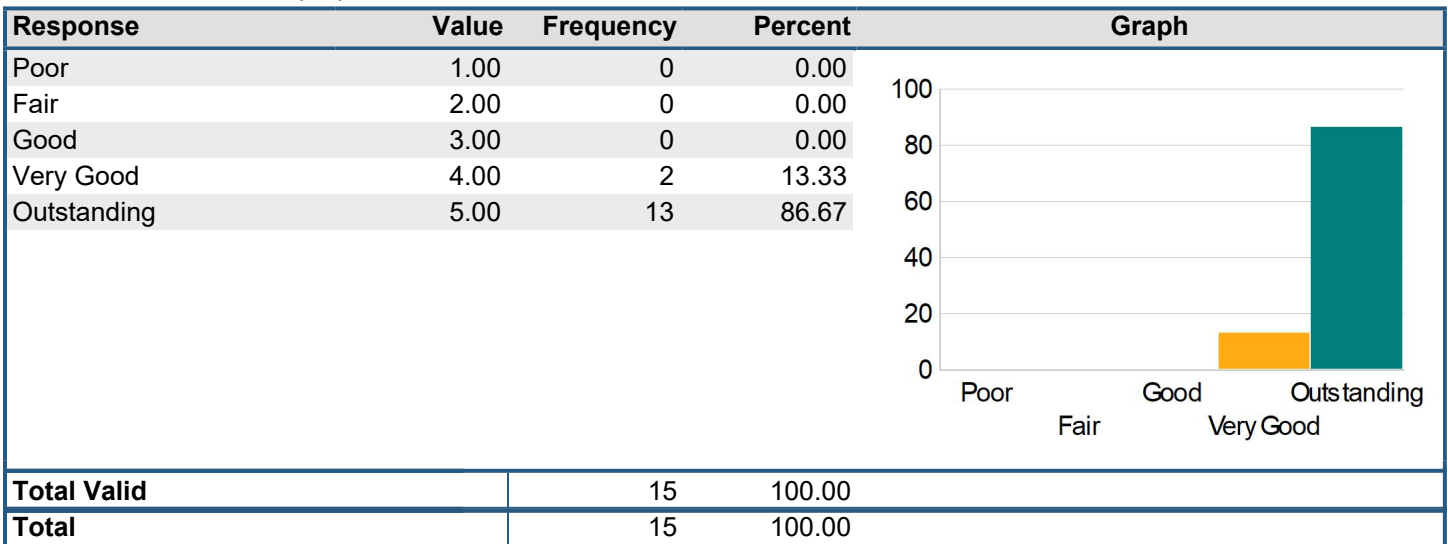 Response Value Frequency Percent Graph
Poor 1.00 0 0.00
Fair 2.00 0 0.00
Good 3.00 0 0.00
Very Good 4.00 2 13.33
Outstanding 5.00 13 86.67
100
80
60
40
20
0
Poor Good Outstanding
Fair Very Good
Total Valid 15 100.00
Total 15 100.00